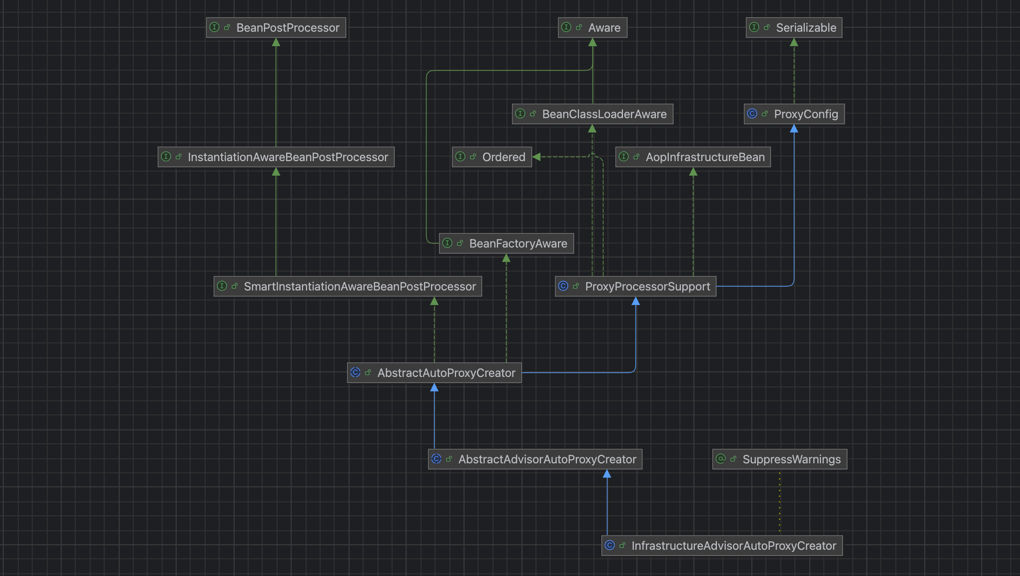 BeanPostProcessor
Aware
Serializable
BeanClassLoaderAware
ProxyConfig
InstantiationAwareBeanPostProcessor
Ordered
AopInfrastructureBean
BeanFactoryAware
SmartInstantiationAwareBeanPostProcessor
ProxyProcessorSupport
AbstractAutoProxyCreator
AbstractAdvisorAutoProxyCreator
SuppressWarnings
InfrastructureAdvisorAutoProxyCreator